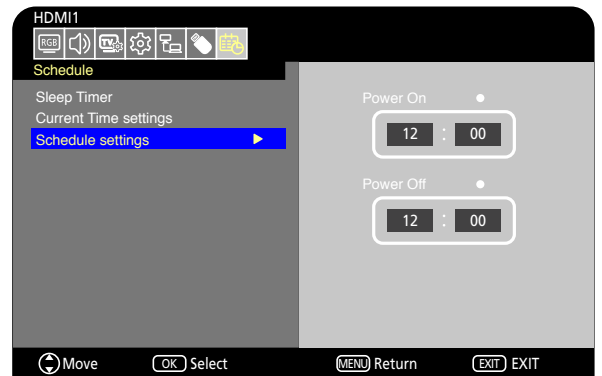 HDMI1
RGB
TV
Schedule
Sleep Timer
Current Time settings
Schedule settings
Power On
12 : 00
Power Off
12 : 00
Move OK Select MENU Return EXIT EXIT